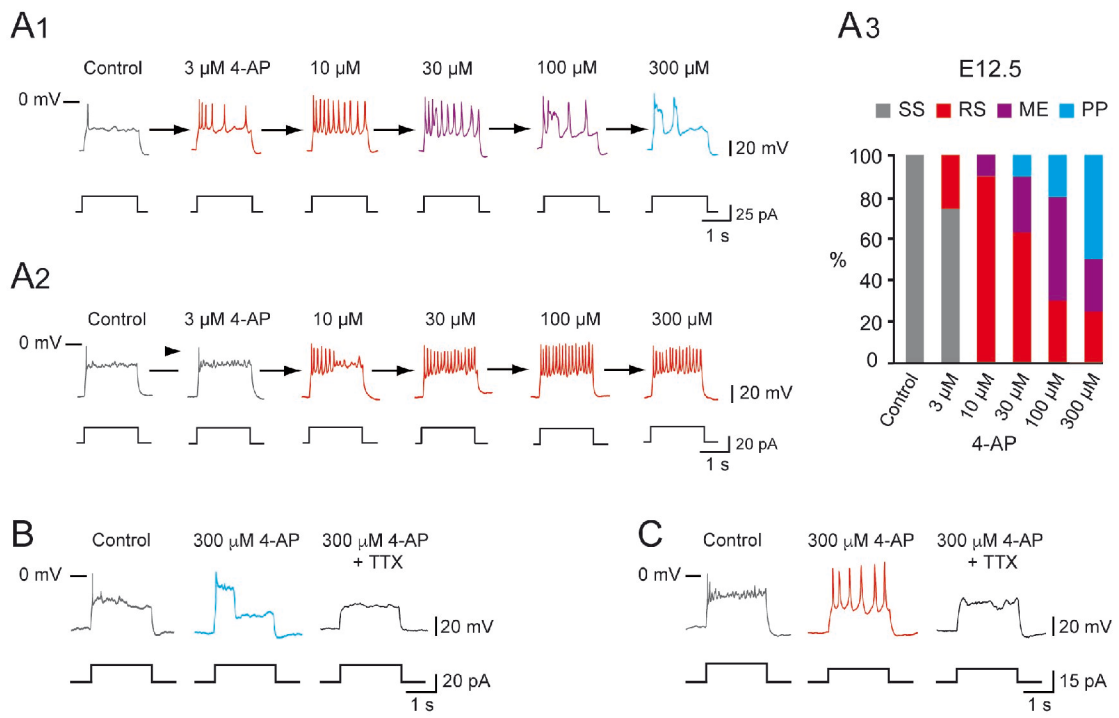 A1
Control 3 μM 4-AP 10 μM 30 μM 100 μM 300 μM
0 mV
20 mV
25 pA
1 s
A2
Control 3 μM 4-AP 10 μM 30 μM 100 μM 300 μM
0 mV
20 mV
20 pA
1 s
A3
E12.5
SS RS ME PP
100
80
60
%
40
20
0
Control 3 μM 10 μM 30 μM 100 μM 300 μM
4-AP
B
Control 300 μM 4-AP 300 μM 4-AP
+ TTX
0 mV
20 mV
20 pA
1 s
C
Control 300 μM 4-AP 300 μM 4-AP
+ TTX
0 mV
20 mV
15 pA
1 s